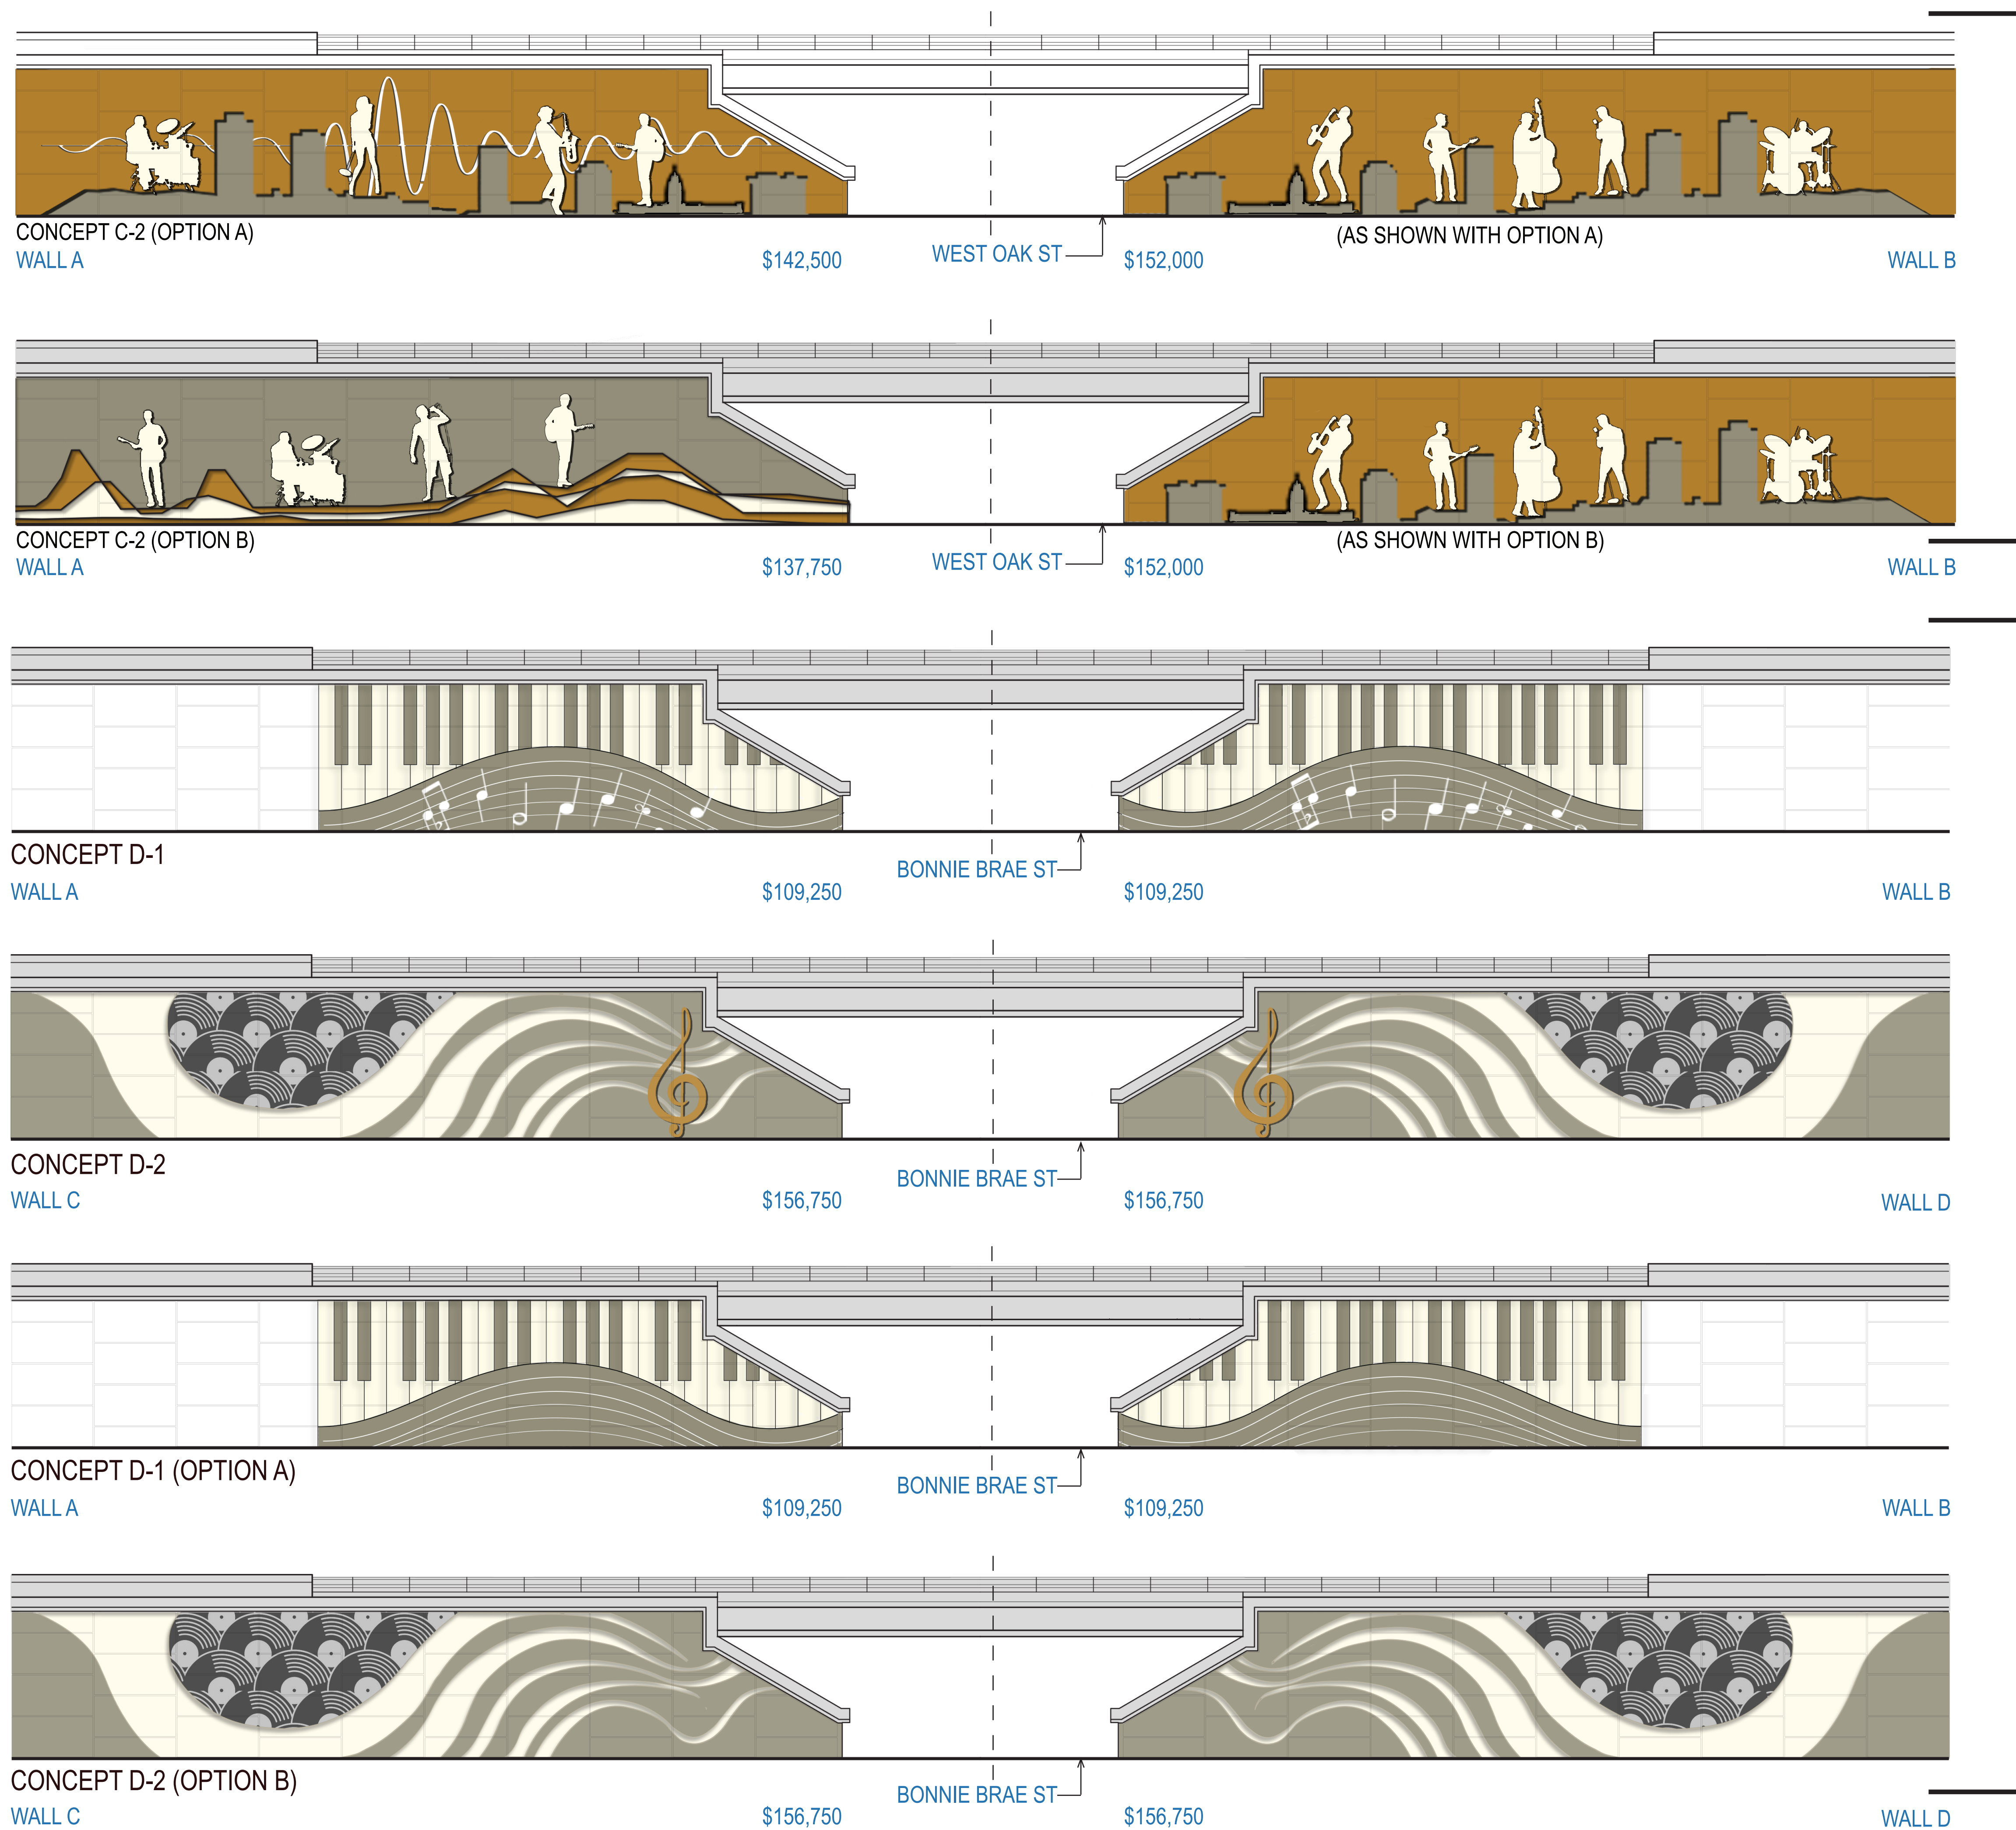 CONCEPT C-2 (OPTION A)
(AS SHOWN WITH OPTION A)
WALL A
$142,500
WEST OAK ST
$152,000
WALL B
CONCEPT C-2 (OPTION B)
(AS SHOWN WITH OPTION B)
WALL A
$137,750
WEST OAK ST
$152,000
WALL B
CONCEPT D-1
BONNIE BRAE ST
WALL A
$109,250
$109,250
WALL B
CONCEPT D-2
BONNIE BRAE ST
WALL C
$156,750
$156,750
WALL D
CONCEPT D-1 (OPTION A)
BONNIE BRAE ST
WALL A
$109,250
$109,250
WALL B
CONCEPT D-2 (OPTION B)
BONNIE BRAE ST
WALL C
$156,750
$156,750
WALL D